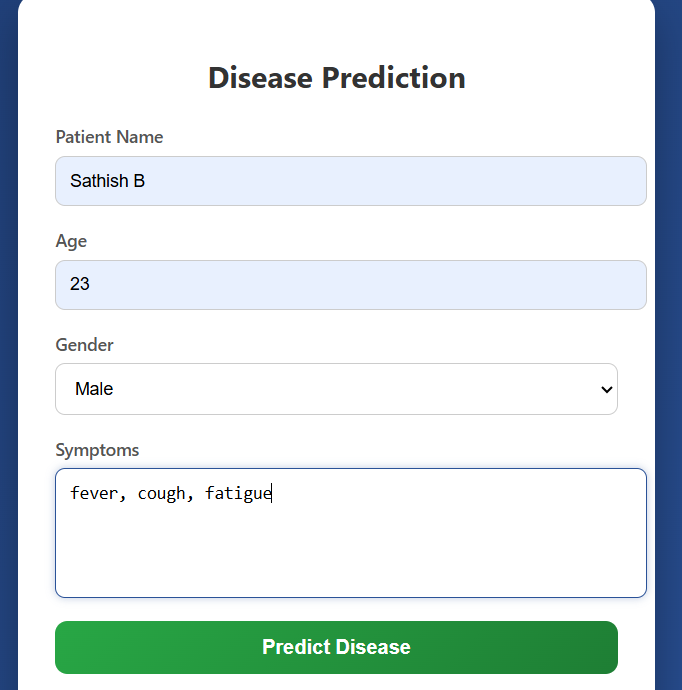 Disease Prediction
Patient Name
Sathish B
Age
23
Gender
Male
Symptoms
fever, cough, fatigue
Predict Disease